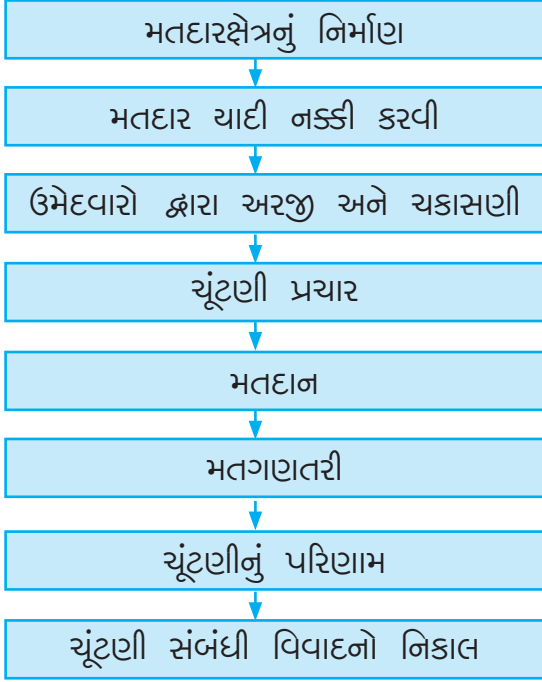 મતદારક્ષેત્રનું નિર્માણ
મતદાર યાદી નક્કી કરવી
ઉમેદવારો દ્વારા અરજી અને ચકાસણી
ચૂંટણી પ્રચાર
મતદાન
મતગણતરી
ચૂંટણીનું પરિણામ
ચૂંટણી સંબંધી વિવાદનો નિકાલ